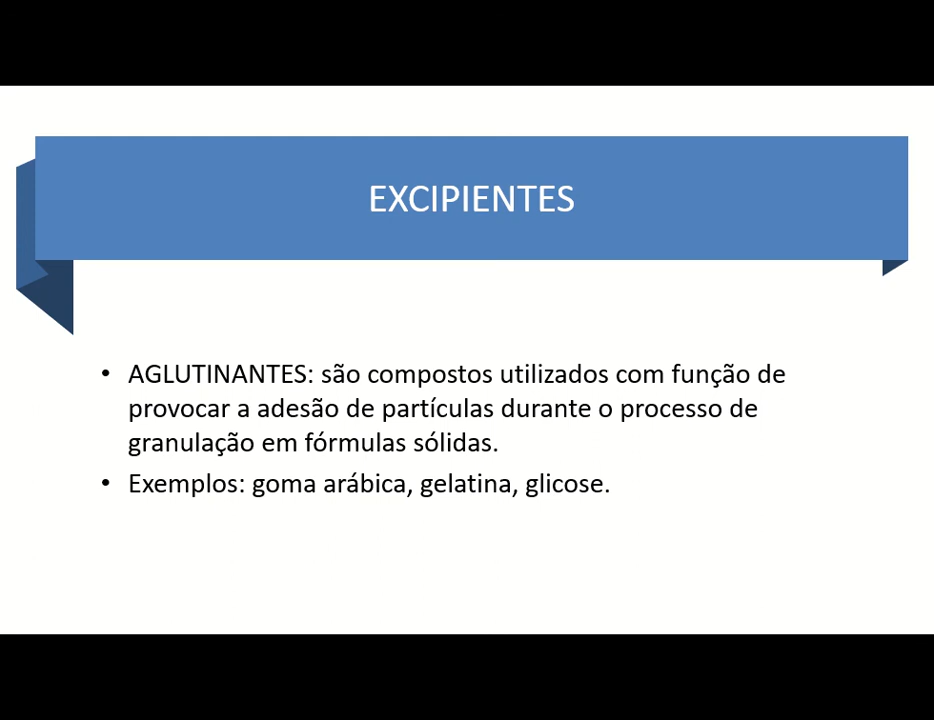 EXCIPIENTES
• AGLUTINANTES: são compostos utilizados com função de
provocar a adesão de partículas durante o processo de
granulação em fórmulas sólidas.
• Exemplos: goma arábica, gelatina, glicose.